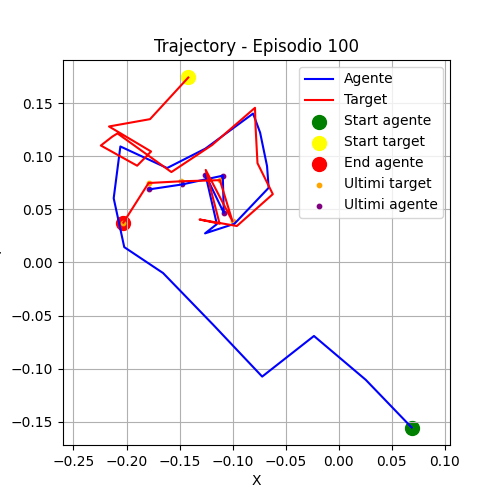 Trajectory - Episodio 100
Agente
Target
Start agente
Start target
End agente
Ultimi target
Ultimi agente
0.15
0.10
0.05
0.00
−0.05
−0.10
−0.15
−0.25 −0.20 −0.15 −0.10 −0.05 0.00 0.05 0.10
X